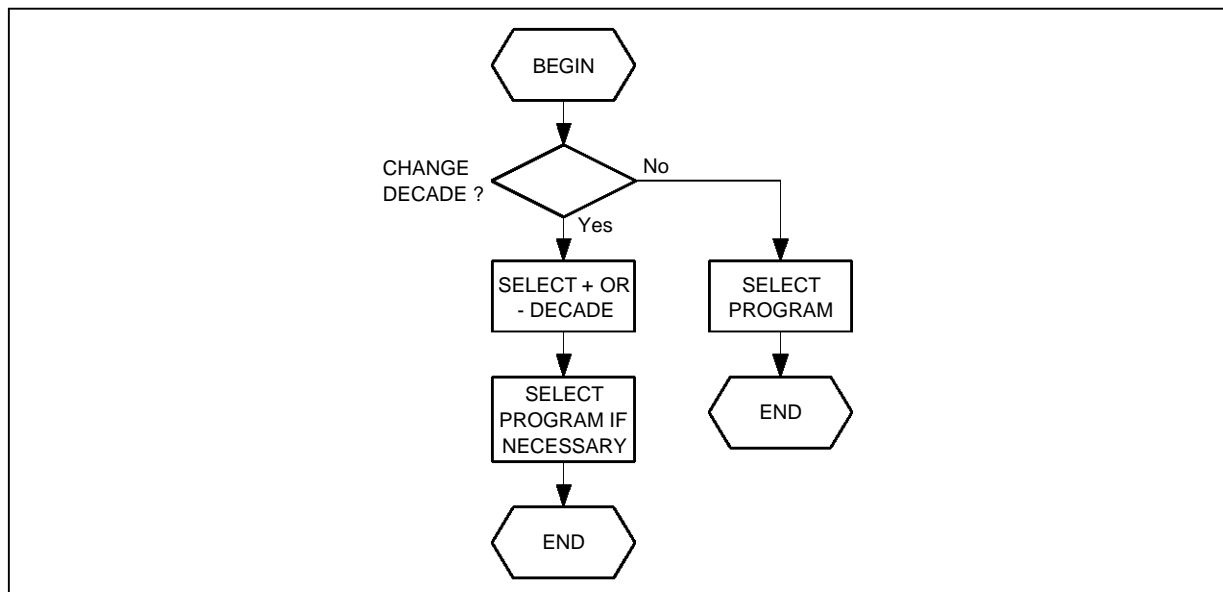 BEGIN
CHANGE
DECADE ?
No
Yes
SELECT + OR
- DECADE
SELECT
PROGRAM
SELECT
PROGRAM IF
NECESSARY
END
END